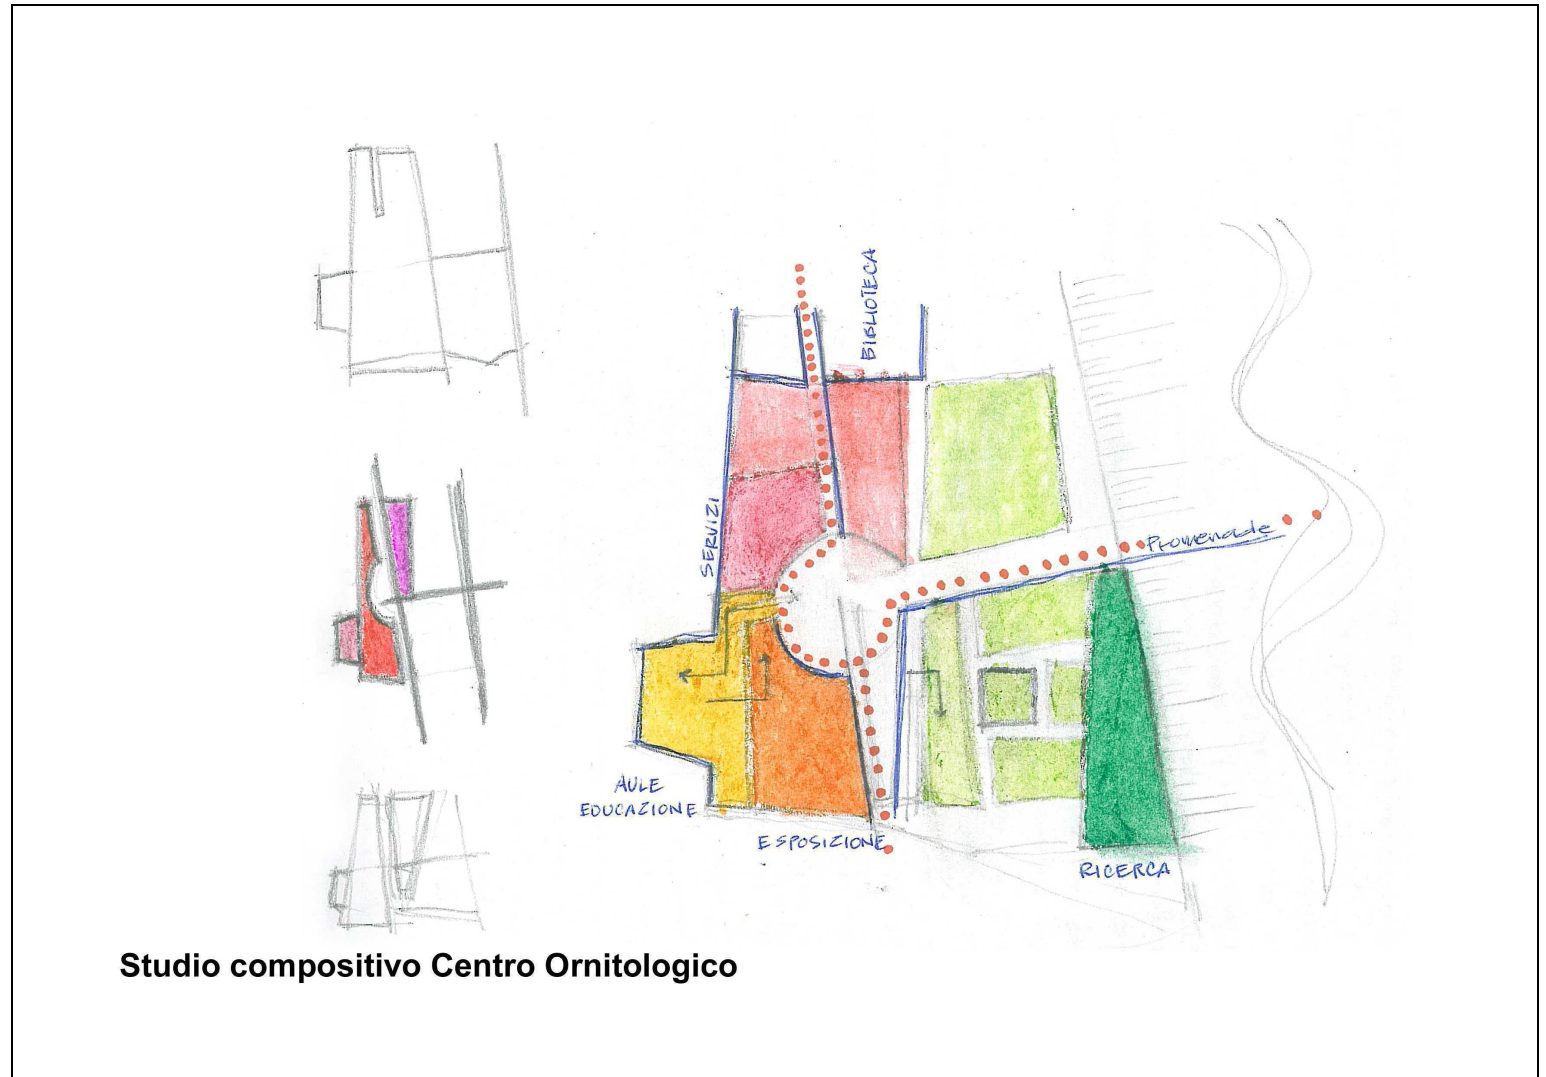 BIBLIOTECA
SERVIZI
Promenade
AULE
EDUCAZIONE
ESPOSIZIONE
RICERCA
Studio compositivo Centro Ornitologico